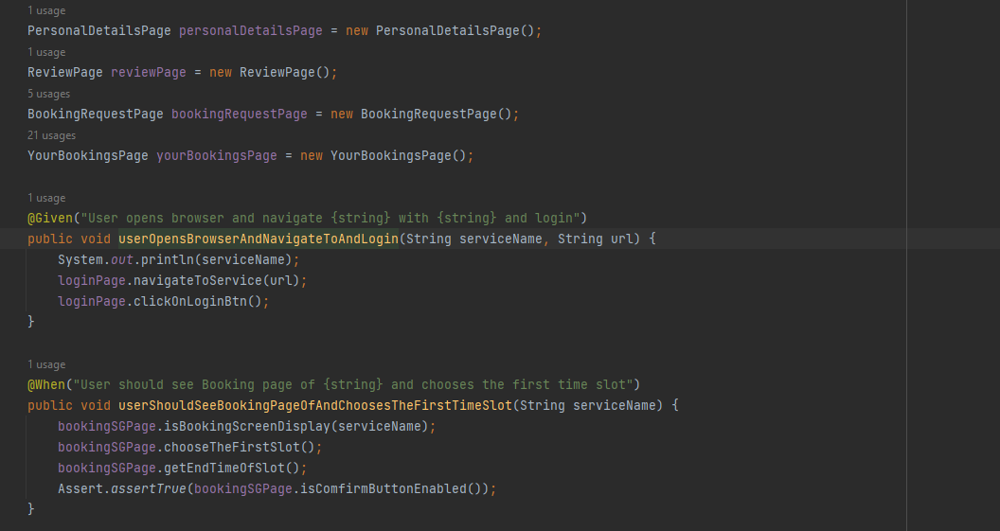 1 usage
PersonalDetailsPage personalDetailsPage = new PersonalDetailsPage();
1 usage
ReviewPage reviewPage = new ReviewPage();
5 usages
BookingRequestPage bookingRequestPage = new BookingRequestPage();
21 usages
YourBookingsPage yourBookingsPage = new YourBookingsPage();
1 usage
@Given("User opens browser and navigate {string} with {string} and login")
public void userOpensBrowserAndNavigateToAndLogin(String serviceName, String url) {
System.out.println(serviceName);
loginPage.navigateToService(url);
loginPage.clickOnLoginBtn();
}
1 usage
@When("User should see Booking page of {string} and chooses the first time slot")
public void userShouldSeeBookingPageOfAndChoosesTheFirstTimeSlot(String serviceName) {
bookingSGPage.isBookingScreenDisplay(serviceName);
bookingSGPage.chooseTheFirstSlot();
bookingSGPage.getEndTimeOfSlot();
Assert.assertTrue(bookingSGPage.isComfirmButtonEnabled());
}